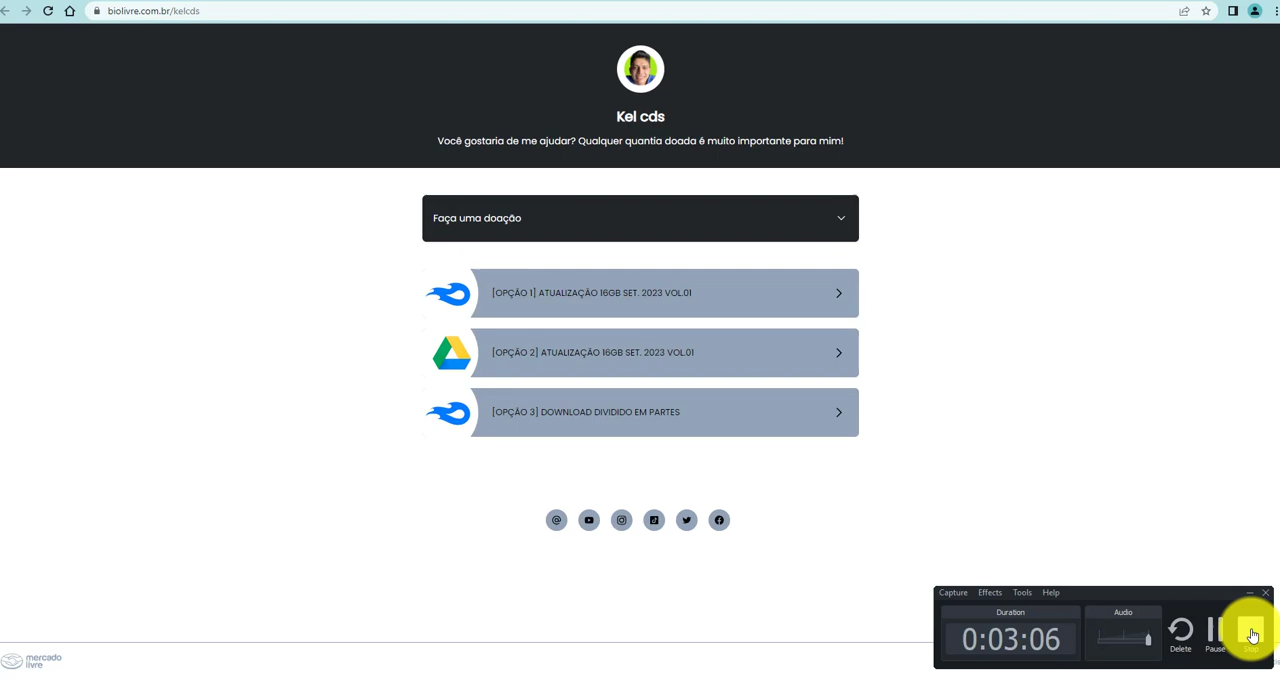 biolivre.com.br/kelcds
Kel cds
Você gostaria de me ajudar? Qualquer quantia doada é muito importante para mim!
Faça uma doação
[OPÇÃO 1] ATUALIZAÇÃO 16GB SET. 2023 VOL.01
[OPÇÃO 2] ATUALIZAÇÃO 16GB SET. 2023 VOL.01
[OPÇÃO 3] DOWNLOAD DIVIDIDO EM PARTES
Capture Effects Tools Help
Duration Audio
0:03:06
Delete Pause Stop
mercado
livre